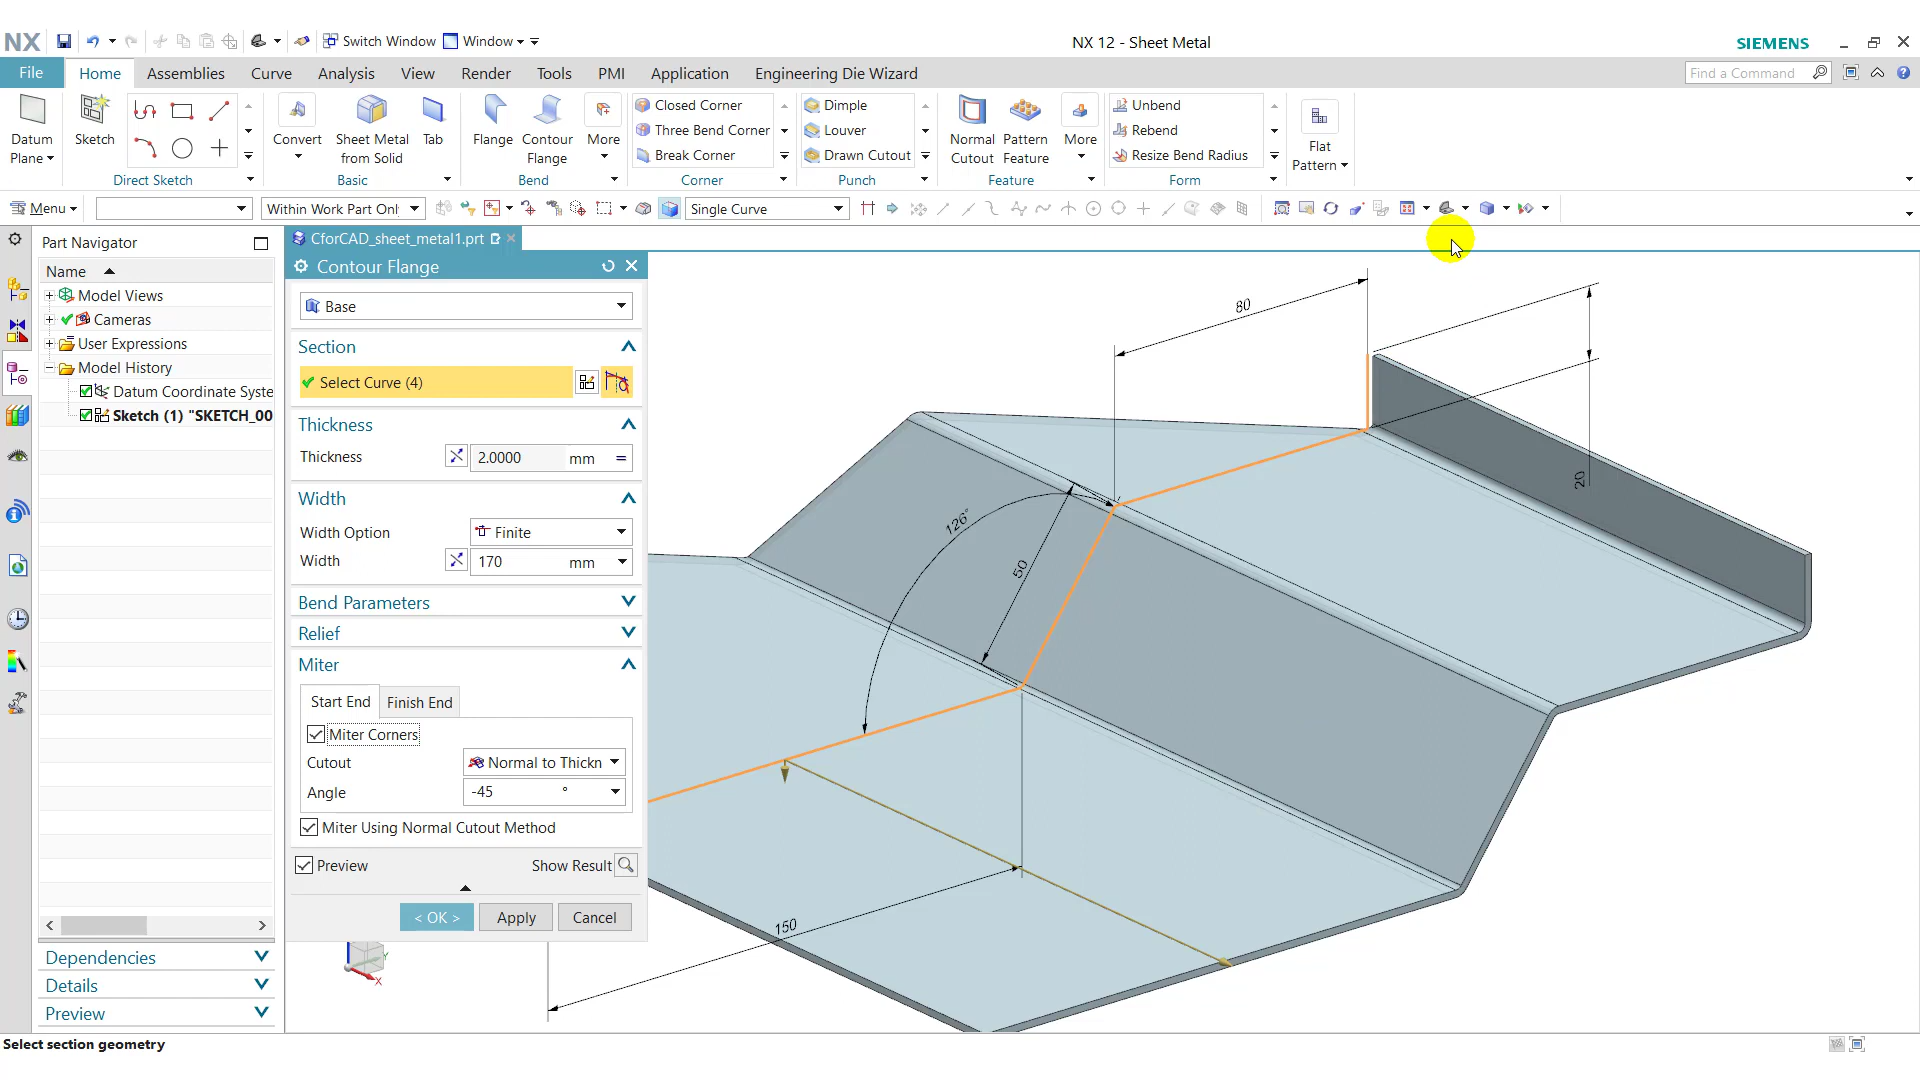 NX
Switch Window
Window
NX 12 - Sheet Metal
SIEMENS
File
Home
Assemblies
Curve
Analysis
View
Render
Tools
PMI
Application
Engineering Die Wizard
Find a Command
Datum
Plane
Sketch
Direct Sketch
Convert
Sheet Metal
from Solid
Tab
Basic
Flange
Contour
Flange
More
Bend
Closed Corner
Three Bend Corner
Break Corner
Corner
Dimple
Louver
Drawn Cutout
Punch
Normal
Cutout
Pattern
Feature
More
Feature
Unbend
Rebend
Resize Bend Radius
Form
Flat
Pattern
Menu
Within Work Part Onl
Single Curve
Part Navigator
CforCAD_sheet_metal1.prt
Name
Model Views
Cameras
User Expressions
Model History
Datum Coordinate Syste
Sketch (1) "SKETCH_00
Dependencies
Details
Preview
Contour Flange
Base
Section
Select Curve (4)
Thickness
Thickness
2.0000 mm =
Width
Width Option
Finite
Width
170 mm
Bend Parameters
Relief
Miter
Start End
Finish End
Miter Corners
Cutout
Normal to Thickn
Angle
-45 °
Miter Using Normal Cutout Method
Preview
Show Result
< OK >
Apply
Cancel
80
20
126°
50
150
Y
X
Select section geometry